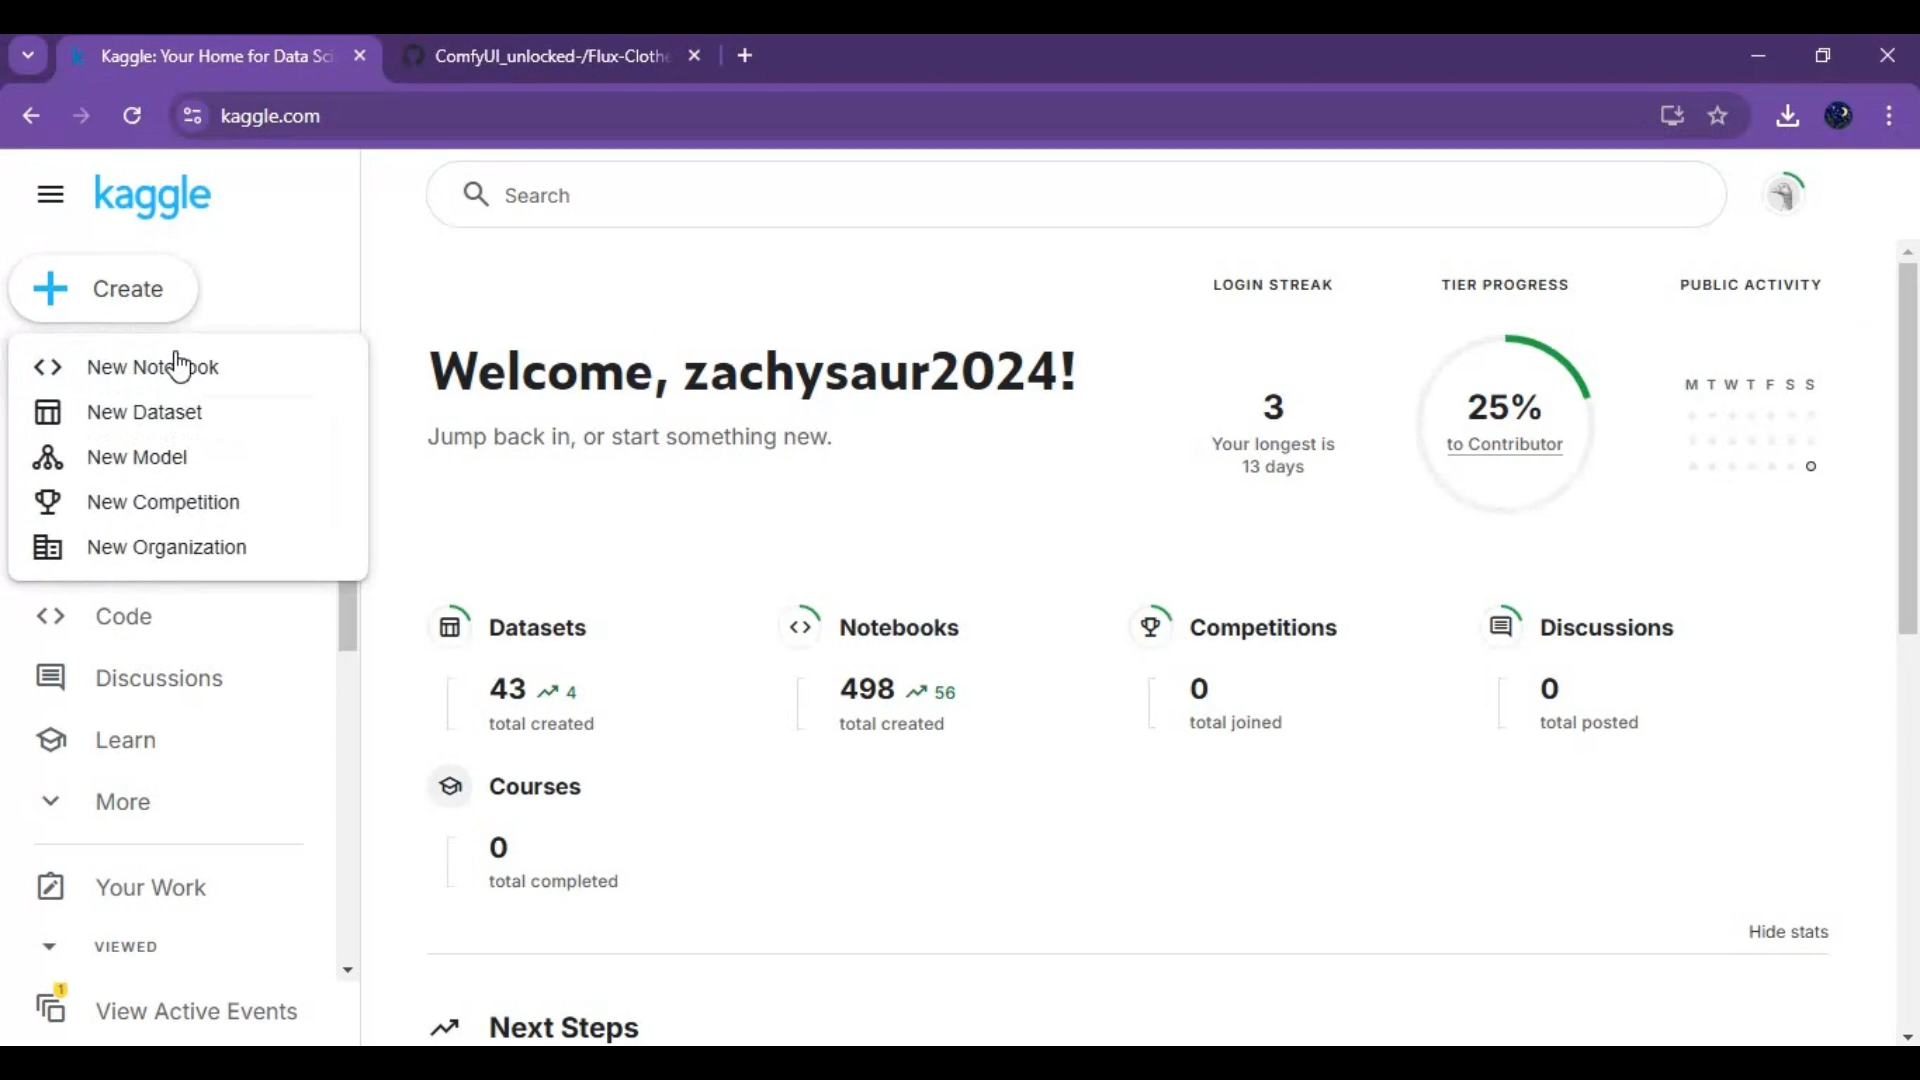 Kaggle: Your Home for Data Sci
ComfyUI_unlocked-/Flux-Clothe
kaggle.com
kaggle
Search
Create
New Notebook
New Dataset
New Model
New Competition
New Organization
Code
Discussions
Learn
More
Your Work
VIEWED
1
View Active Events
LOGIN STREAK
TIER PROGRESS
PUBLIC ACTIVITY
Welcome, zachysaur2024!
Jump back in, or start something new.
3
Your longest is
13 days
25%
to Contributor
M T W T F S S
Datasets
43 4
total created
Notebooks
498 56
total created
Competitions
0
total joined
Discussions
0
total posted
Courses
0
total completed
Hide stats
Next Steps